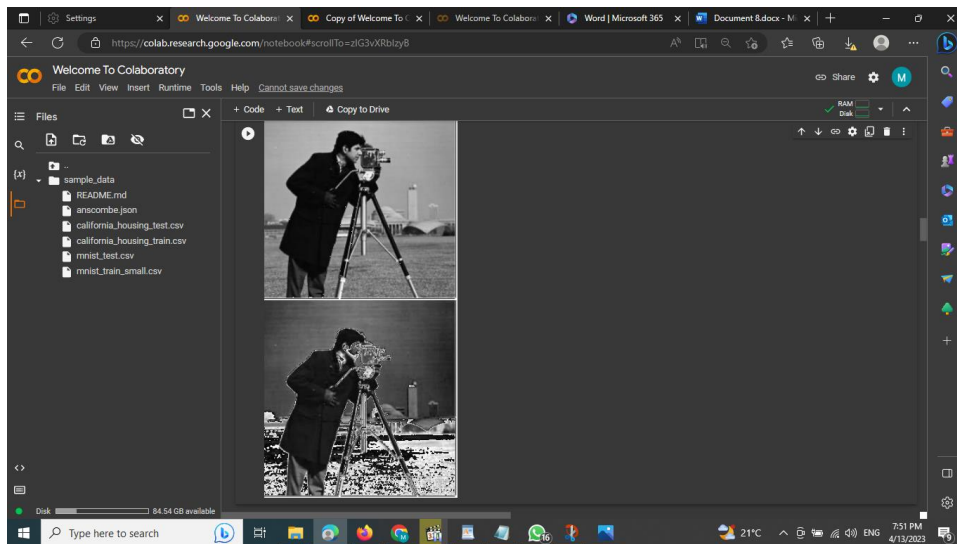 Settings
Welcome To Colaborat
Copy of Welcome To C
Welcome To Colaborat
Word | Microsoft 365
Document 8.docx - Mi
https://colab.research.google.com/notebook#scrollTo=zIG3vXRbIzyB
Welcome To Colaboratory
File Edit View Insert Runtime Tools Help Cannot save changes
Share
M
Files
+ Code + Text Copy to Drive
RAM
Disk
{x}
..
sample_data
README.md
anscombe.json
california_housing_test.csv
california_housing_train.csv
mnist_test.csv
mnist_train_small.csv
Disk 84.54 GB available
Type here to search
16
21°C
ENG
7:51 PM
4/13/2023